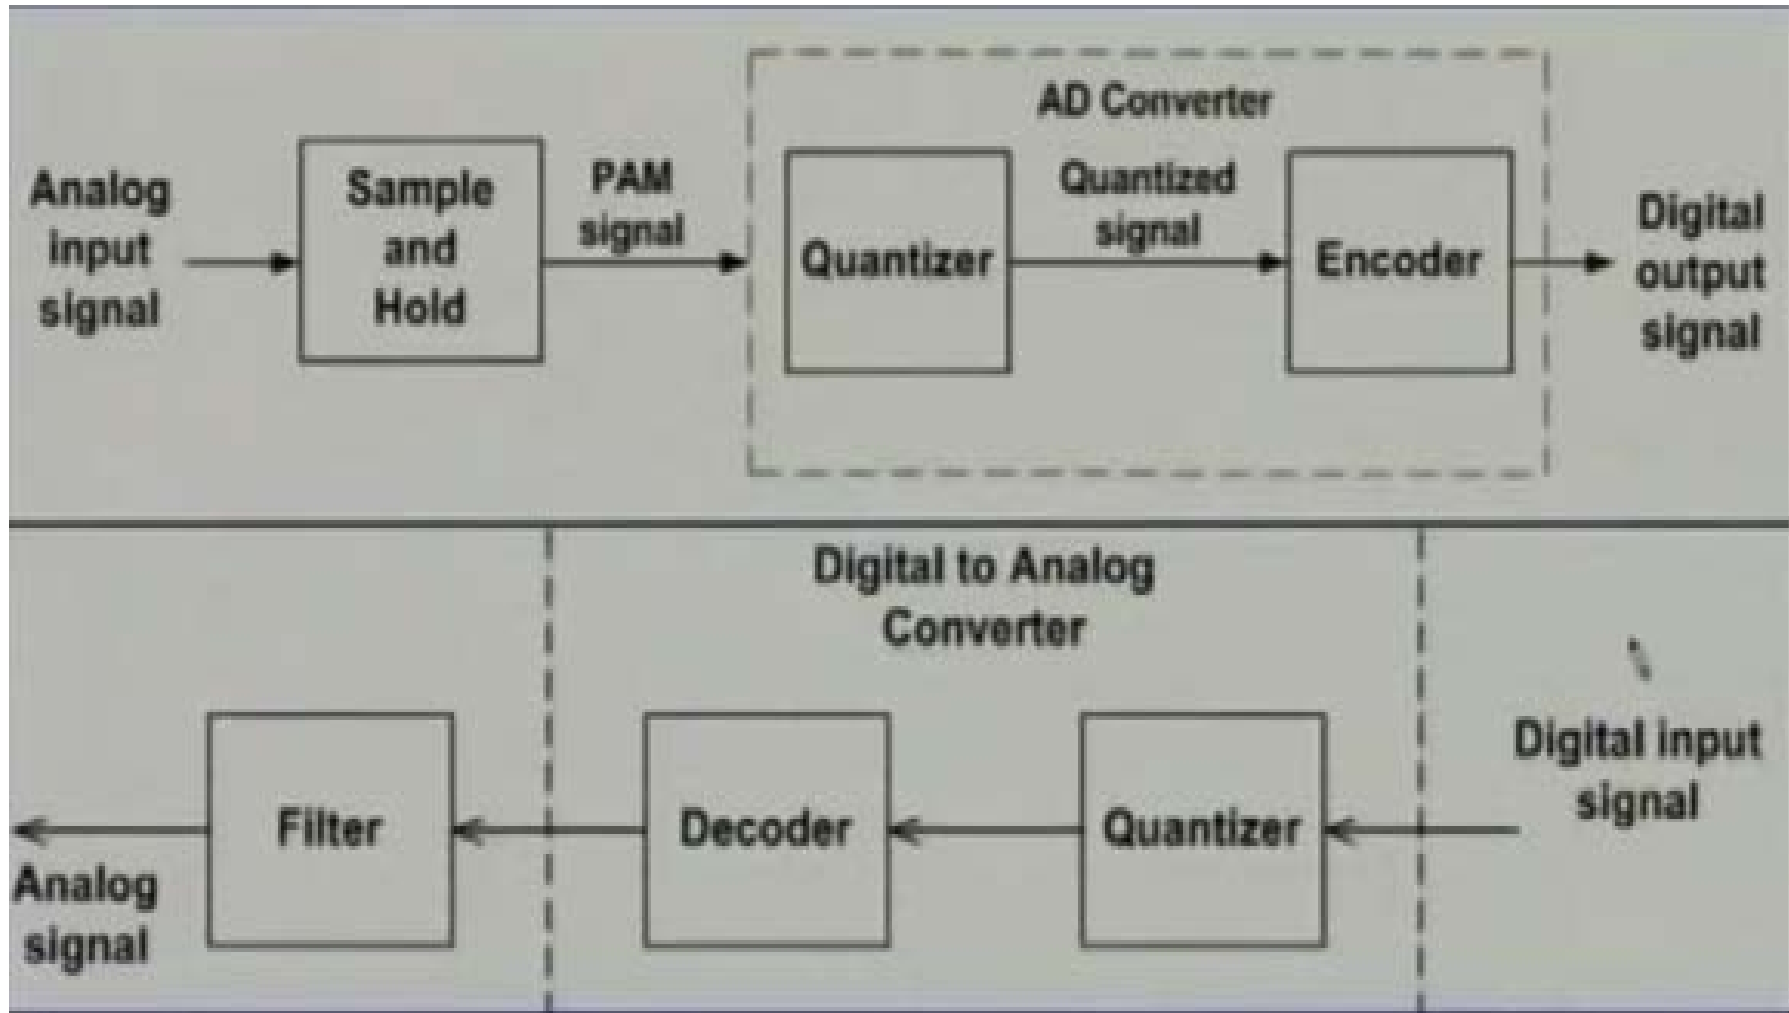 AD Converter
Analog
input
signal
Sample
and
Hold
PAM
signal
Quantizer
Quantized
signal
Encoder
Digital
output
signal
Digital to Analog
Converter
Analog
signal
Filter
Decoder
Quantizer
Digital input
signal